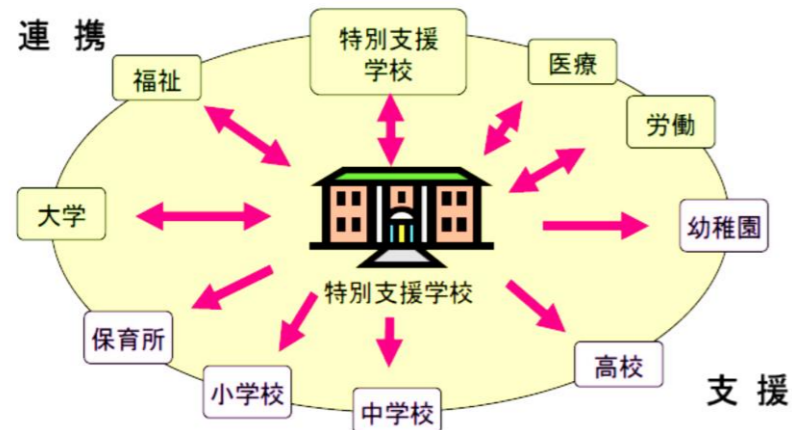 連 携
特別支援
学校
福祉
医療
労働
大学
幼稚園
特別支援学校
保育所
小学校
中学校
高校
支 援